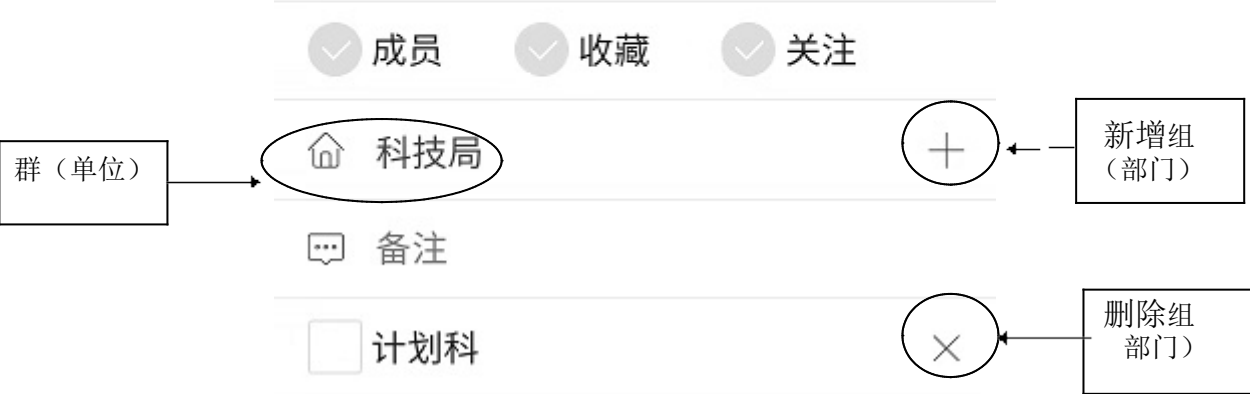 成员 收藏 关注
群（单位）
科技局
新增组
（部门）
备注
计划科
删除组
部门）